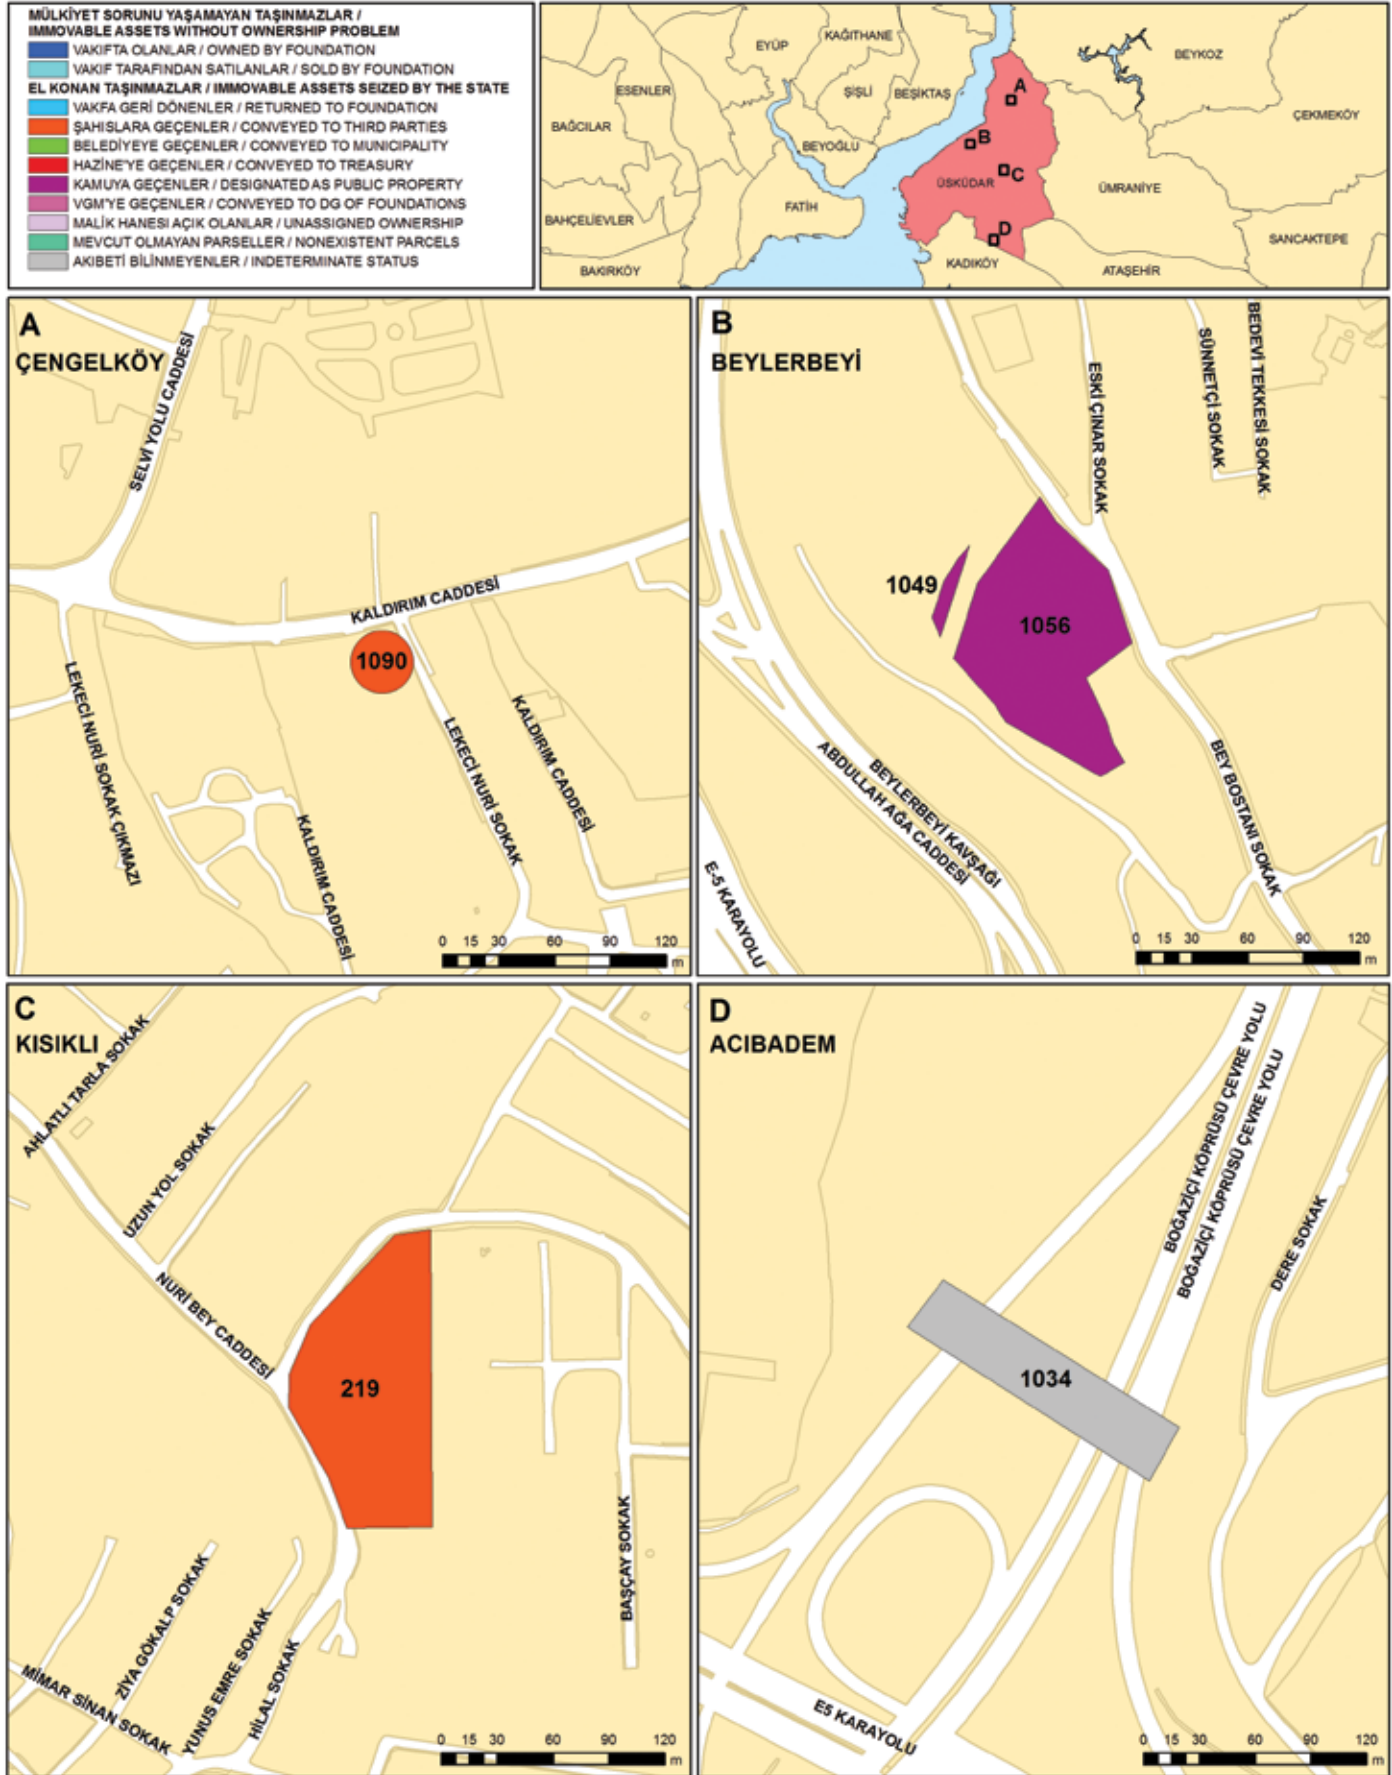 MÜLKİYET SORUNU YAŞAMAYAN TAŞINMAZLAR /
IMMOVABLE ASSETS WITHOUT OWNERSHIP PROBLEM
VAKIFTA OLANLAR / OWNED BY FOUNDATION
VAKIF TARAFINDAN SATILANLAR / SOLD BY FOUNDATION
EL KONAN TAŞINMAZLAR / IMMOVABLE ASSETS SEIZED BY THE STATE
VAKFA GERİ DÖNENLER / RETURNED TO FOUNDATION
ŞAHISLARA GEÇENLER / CONVEYED TO THIRD PARTIES
BELEDİYEYE GEÇENLER / CONVEYED TO MUNICIPALITY
HAZİNE'YE GEÇENLER / CONVEYED TO TREASURY
KAMUYA GEÇENLER / DESIGNATED AS PUBLIC PROPERTY
VGM'YE GEÇENLER / CONVEYED TO DG OF FOUNDATIONS
MALİK HANESİ AÇIK OLANLAR / UNASSIGNED OWNERSHIP
MEVCUT OLMAYAN PARSELLER / NONEXISTENT PARCELS
AKIBETİ BİLİNMEYENLER / INDETERMINATE STATUS
EYÜP
KAĞITHANE
BEYKOZ
ESENLER
ŞİŞLİ
BEŞİKTAŞ
A
ÇEKMEKÖY
BAĞCILAR
BEYOĞLU
B
C
ÜSKÜDAR
ÜMRANİYE
FATİH
BAHÇELİEVLER
D
SANCAKTEPE
BAKIRKÖY
KADIKÖY
ATAŞEHİR
A
ÇENGELKÖY
SELVİ YOLU CADDESİ
KALDIRIM CADDESİ
1090
LEKECİ NURİ SOKAK ÇIKMAZI
LEKECİ NURİ SOKAK
KALDIRIM CADDESİ
KALDIRIM CADDESİ
0 15 30 60 90 120
m
B
BEYLERBEYİ
ESKİ ÇINAR SOKAK
SÜNNETÇİ SOKAK
BEDEVİ TEKKESİ SOKAK
1049
1056
BEYLERBEYİ KAVŞAĞI
ABDULLAH AĞA CADDESİ
BEY BOSTANI SOKAK
E-5 KARAYOLU
0 15 30 60 90 120
m
C
KISIKLI
AHLATLI TARLA SOKAK
UZUN YOL SOKAK
NURİ BEY CADDESİ
219
BAŞÇAY SOKAK
ZİYA GÖKALP SOKAK
YUNUS EMRE SOKAK
HİLAL SOKAK
MİMAR SİNAN SOKAK
0 15 30 60 90 120
m
D
ACIBADEM
BOĞAZİÇİ KÖPRÜSÜ ÇEVRE YOLU
BOĞAZİÇİ KÖPRÜSÜ ÇEVRE YOLU
DERE SOKAK
1034
E5 KARAYOLU
0 15 30 60 90 120
m